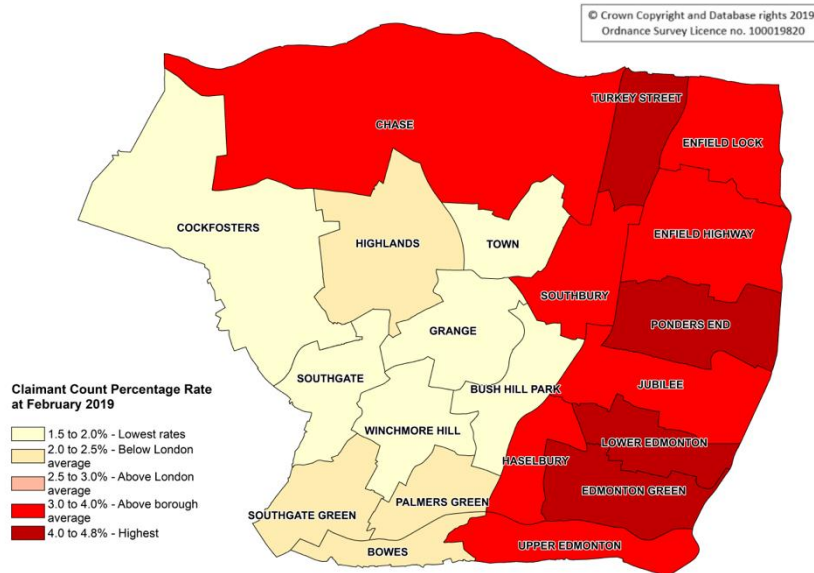 © Crown Copyright and Database rights 2019
Ordnance Survey Licence no. 100019820
TURKEY STREET
CHASE
ENFIELD LOCK
COCKFOSTERS
HIGHLANDS
TOWN
ENFIELD HIGHWAY
SOUTHBURY
GRANGE
PONDERS END
SOUTHGATE
BUSH HILL PARK
JUBILEE
WINCHMORE HILL
LOWER EDMONTON
HASELBURY
EDMONTON GREEN
PALMERS GREEN
SOUTHGATE GREEN
UPPER EDMONTON
BOWES
Claimant Count Percentage Rate
at February 2019
1.5 to 2.0% - Lowest rates
2.0 to 2.5% - Below London
average
2.5 to 3.0% - Above London
average
3.0 to 4.0% - Above borough
average
4.0 to 4.8% - Highest